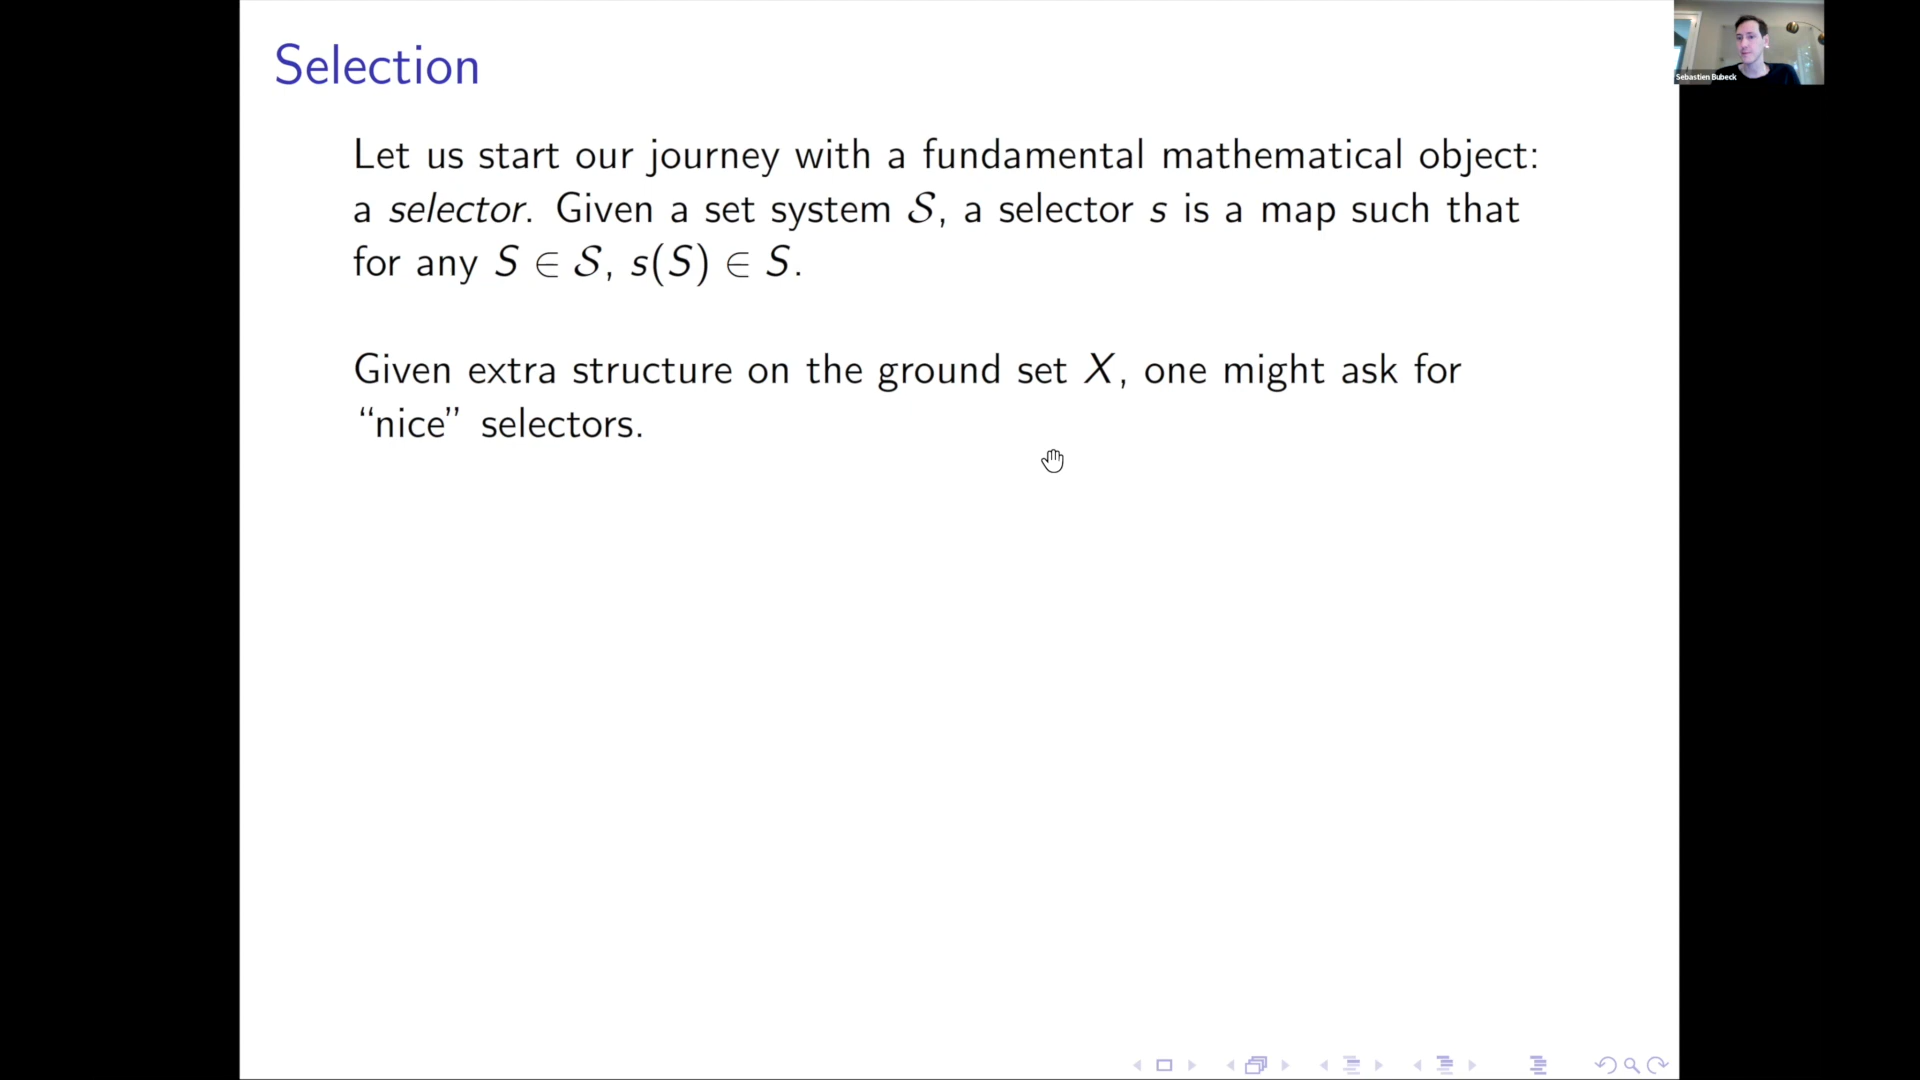 Selection
Sebastien Bubeck
Let us start our journey with a fundamental mathematical object:
a selector. Given a set system 𝒮, a selector s is a map such that
for any S ∈ 𝒮, s(S) ∈ S.
Given extra structure on the ground set X, one might ask for
“nice” selectors.